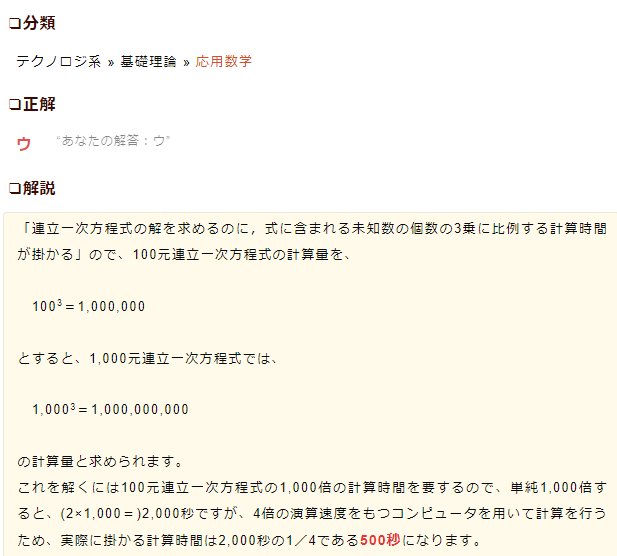 ❏分類
テクノロジ系 » 基礎理論 » 応用数学
❏正解
ウ “あなたの解答：ウ”
❏解説
「連立一次方程式の解を求めるのに，式に含まれる未知数の個数の3乗に比例する計算時間
が掛かる」ので、100元連立一次方程式の計算量を、
100³＝1,000,000
とすると、1,000元連立一次方程式では、
1,000³＝1,000,000,000
の計算量と求められます。
これを解くには100元連立一次方程式の1,000倍の計算時間を要するので、単純1,000倍す
ると、(2×1,000＝)2,000秒ですが、4倍の演算速度をもつコンピュータを用いて計算を行う
ため、実際に掛かる計算時間は2,000秒の1／4である500秒になります。